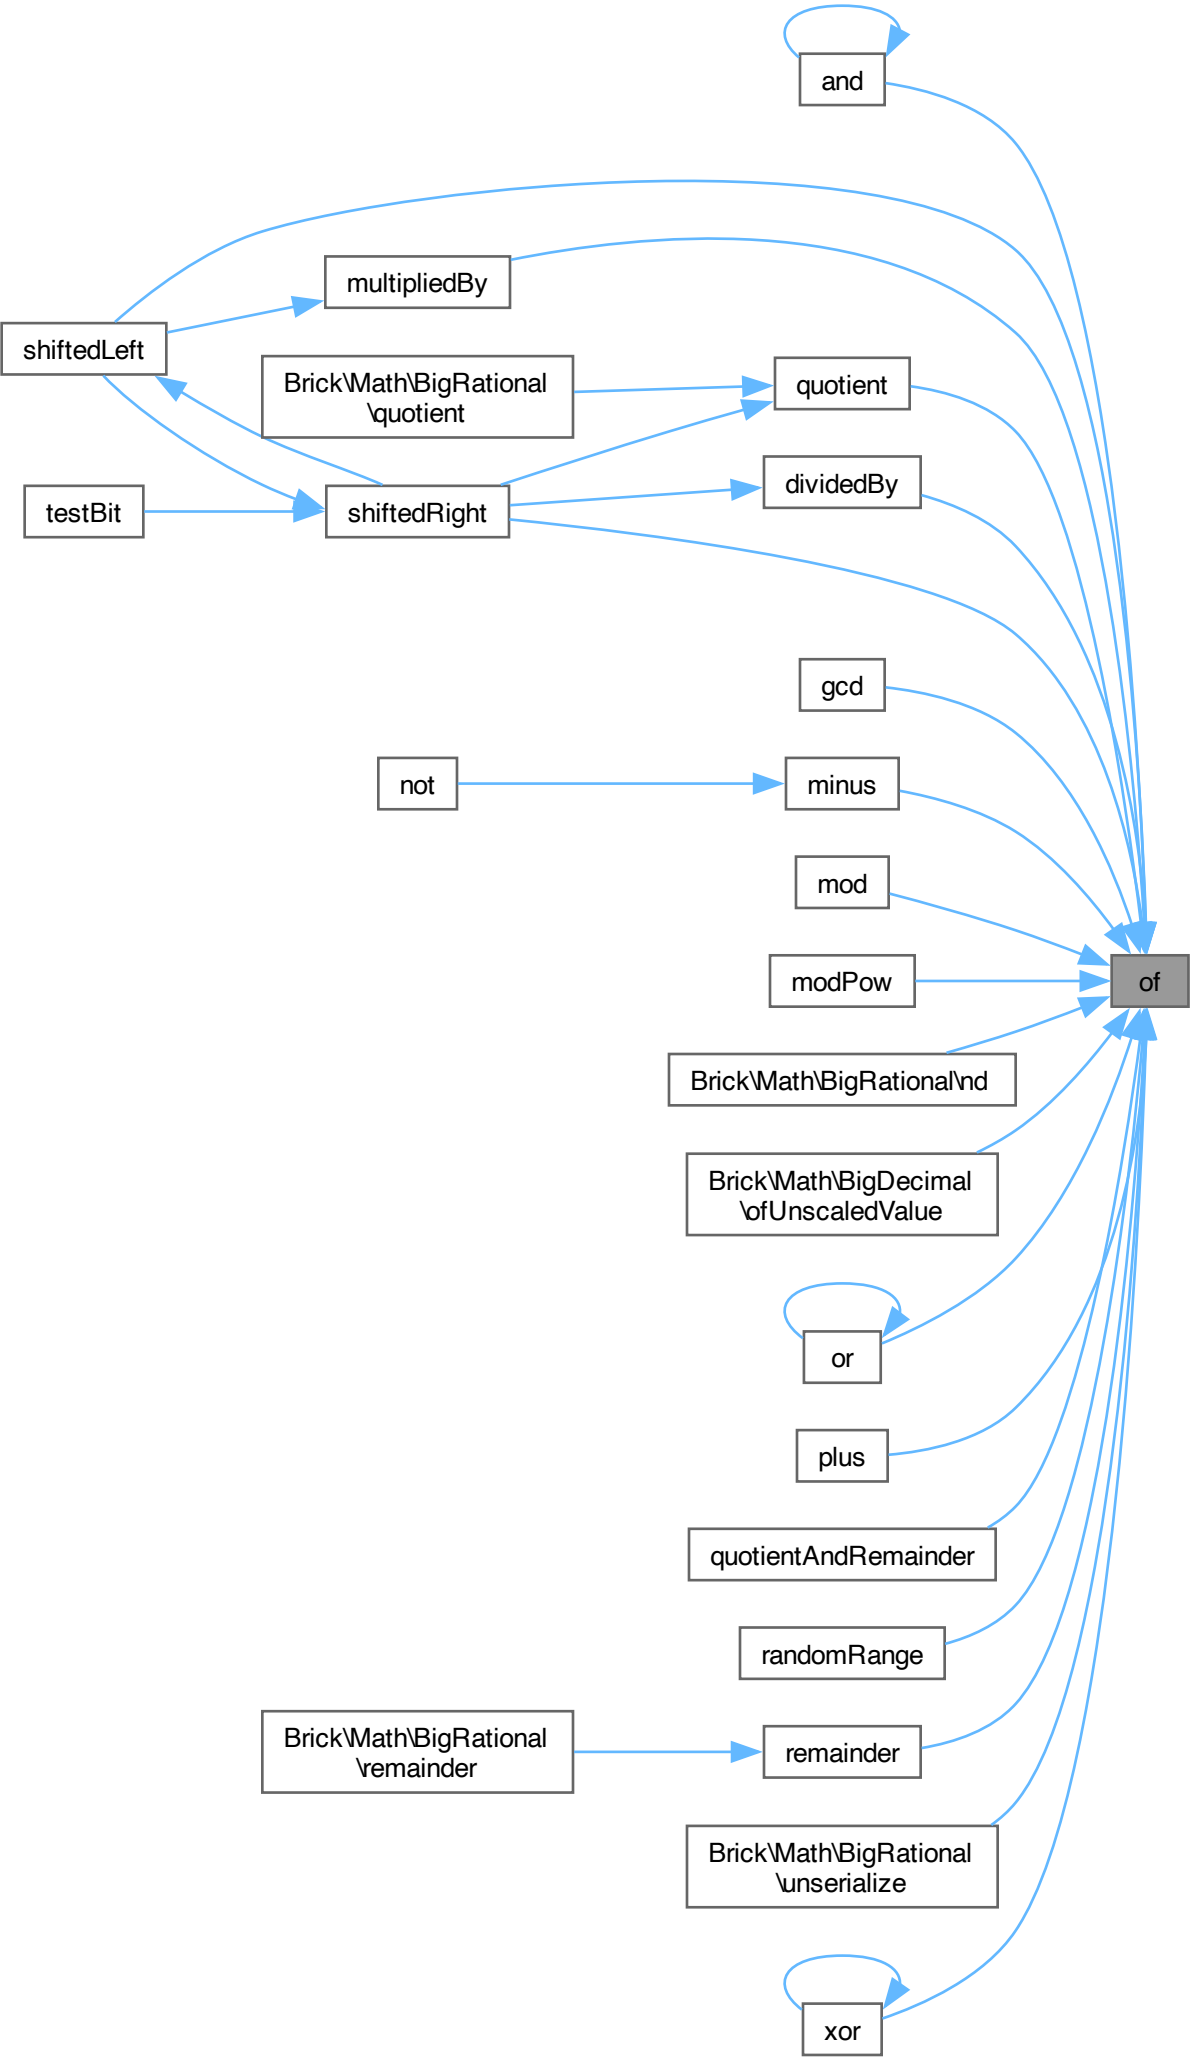 and
multipliedBy
shiftedLeft
Brick\Math\BigRational
\quotient
quotient
dividedBy
testBit
shiftedRight
gcd
not
minus
mod
modPow
of
Brick\Math\BigRational\nd
Brick\Math\BigDecimal
\ofUnscaledValue
or
plus
quotientAndRemainder
randomRange
Brick\Math\BigRational
\remainder
remainder
Brick\Math\BigRational
\unserialize
xor